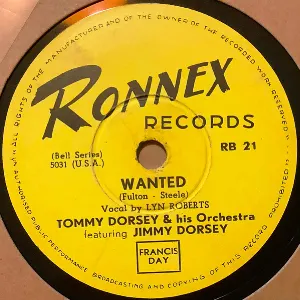 ALL RIGHTS OF THE MANUFACTURER AND OF THE OWNER OF THE RECORDED WORK RESERVED
PUBLIC PERFORMANCE BROADCASTING AND COPYING OF THIS RECORD
RONNEX
RECORDS
(Bell Series)
5031 (U.S.A.)
RB 21
WANTED
(Fulton - Steele)
Vocal by LYN ROBERTS
TOMMY DORSEY & his Orchestra
featuring JIMMY DORSEY
FRANCIS
DAY